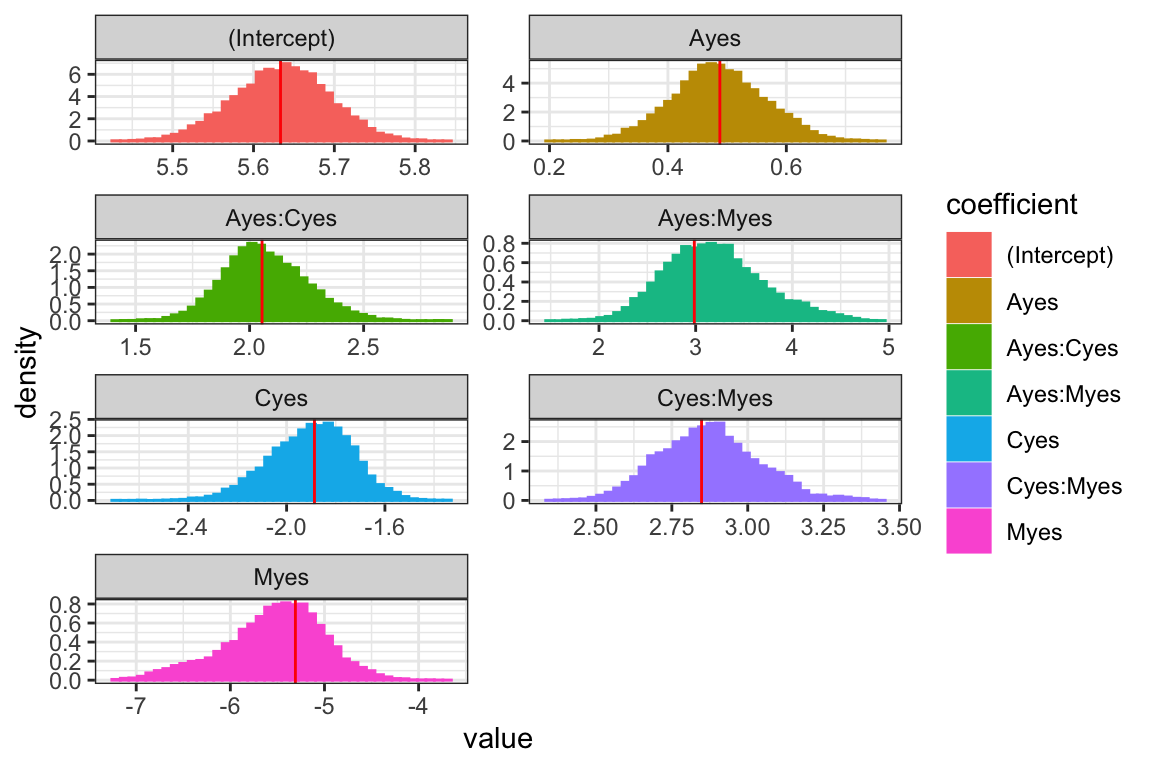 (Intercept)
6
4
2
0
5.5 5.6 5.7 5.8
Ayes
4
2
0
0.2 0.4 0.6
Ayes:Cyes
2.0
1.5
1.0
0.5
0.0
1.5 2.0 2.5
Ayes:Myes
0.8
0.6
0.4
0.2
0.0
2 3 4 5
Cyes
2.5
2.0
1.5
1.0
0.5
0.0
-2.4 -2.0 -1.6
Cyes:Myes
2
1
0
2.50 2.75 3.00 3.25 3.50
Myes
0.8
0.6
0.4
0.2
0.0
-7 -6 -5 -4
density
value
coefficient
(Intercept)
Ayes
Ayes:Cyes
Ayes:Myes
Cyes
Cyes:Myes
Myes